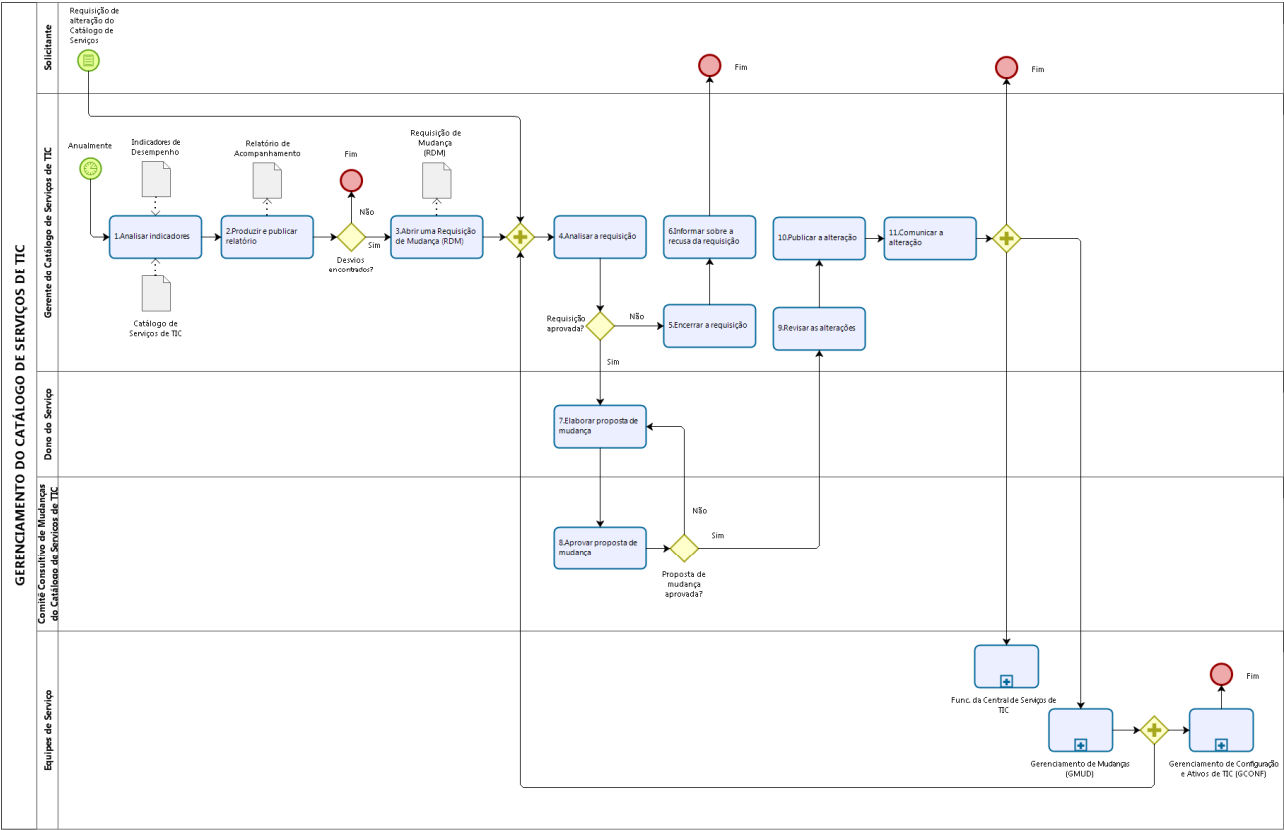 GERENCIAMENTO DO CATÁLOGO DE SERVIÇOS DE TIC
Solicitante
Requisição de
alteração do
Catálogo de
Serviços
Fim
Fim
Gerente do Catálogo de Serviços de TIC
Anualmente
Indicadores de
Desempenho
Relatório de
Acompanhamento
Fim
Requisição de
Mudança
(RDM)
1.Analisar indicadores
2.Produzir e publicar
relatório
Não
Sim
Desvios
encontrados?
3.Abrir uma Requisição
de Mudança (RDM)
4.Analisar a requisição
6.Informar sobre a
recusa da requisição
10.Publicar a alteração
11.Comunicar a
alteração
Catálogo de
Serviços de TIC
Requisição
aprovada?
Não
Sim
5.Encerrar a requisição
9.Revisar as alterações
Dono do Serviço
7.Elaborar proposta de
mudança
Comitê Consultivo de Mudanças
do Catálogo de Serviços de TIC
Não
Sim
8.Aprovar proposta de
mudança
Proposta de
mudança
aprovada?
Equipes de Serviço
Func. da Central de Serviços de
TIC
Fim
Gerenciamento de Mudanças
(GMUD)
Gerenciamento de Configuração
e Ativos de TIC (GCONF)